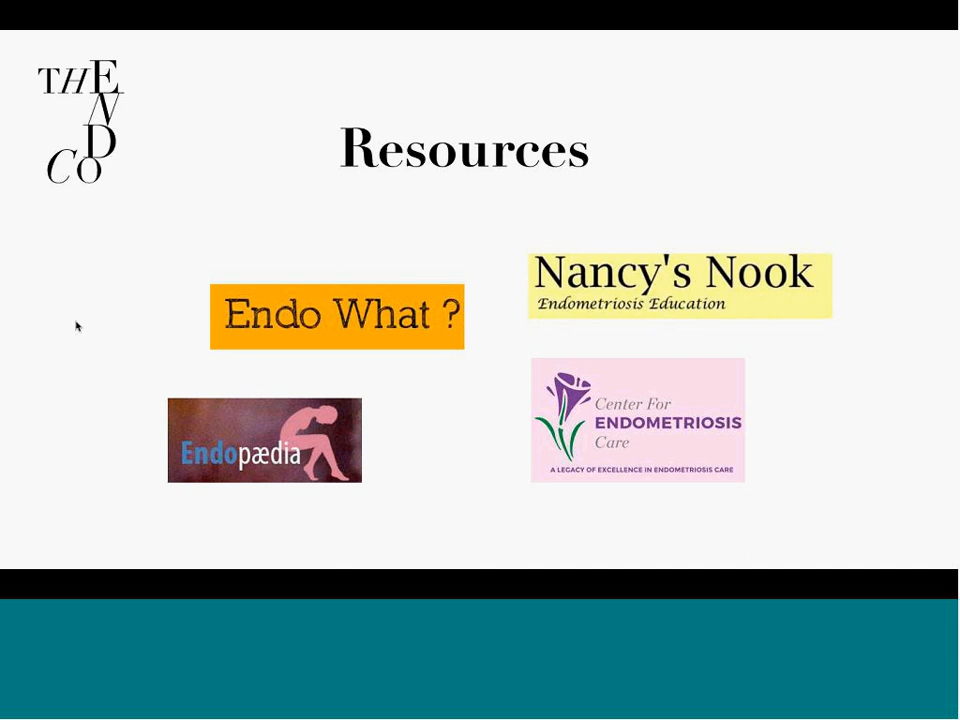 THE
N
D
CO
Resources
Endo What ?
Nancy's Nook
Endometriosis Education
Endopædia
Center For
ENDOMETRIOSIS
Care
A LEGACY OF EXCELLENCE IN ENDOMETRIOSIS CARE